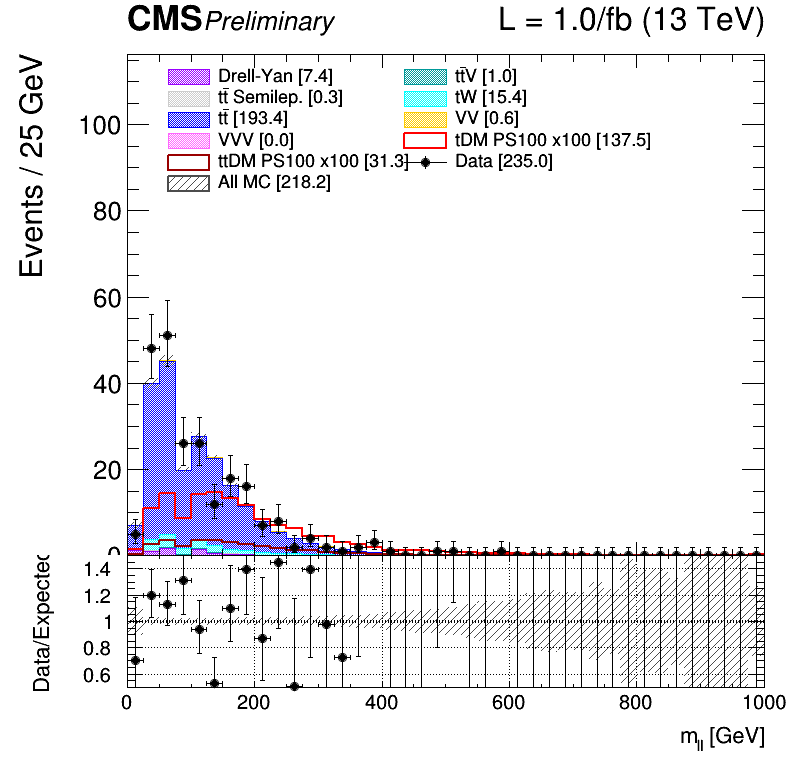 CMS Preliminary L = 1.0/fb (13 TeV)
Events / 25 GeV
Drell-Yan [7.4] tt̄V [1.0]
tt̄ Semilep. [0.3] tW [15.4]
tt̄ [193.4] VV [0.6]
VVV [0.0] tDM PS100 x100 [137.5]
ttDM PS100 x100 [31.3] Data [235.0]
All MC [218.2]
100
80
60
40
20
0
Data/Expected
1.4
1.2
1
0.8
0.6
0 200 400 600 800 1000
m_ll [GeV]